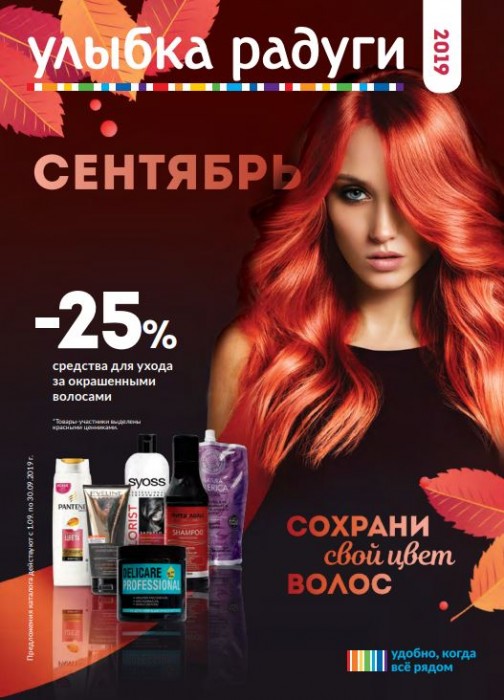 улыбка радуги
2019
СЕНТЯБРЬ
-25%
средства для ухода
за окрашенными
волосами
*Товары-участники выделены
красными ценниками.
Предложения каталога действуют с 1.09. по 30.09.2019 г.
PANTENE
syoss
SHAMPOO
DELICARE
PROFESSIONAL
СОХРАНИ
свой цвет
ВОЛОС
удобно, когда
всё рядом